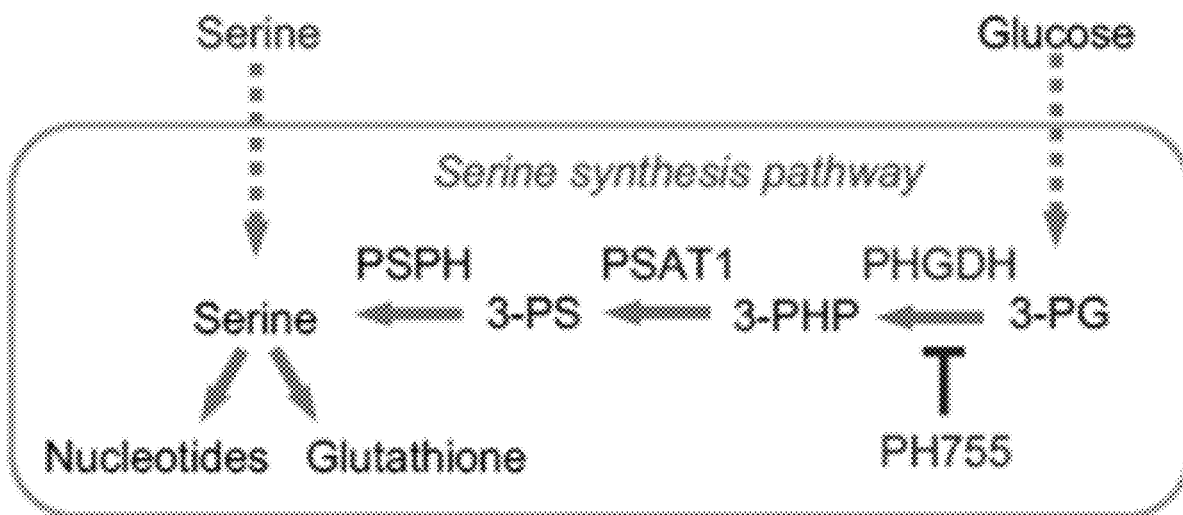 Serine Glucose
Serine synthesis pathway
PSPH PSAT1 PHGDH
Serine 3-PS 3-PHP 3-PG
Nucleotides Glutathione PH755